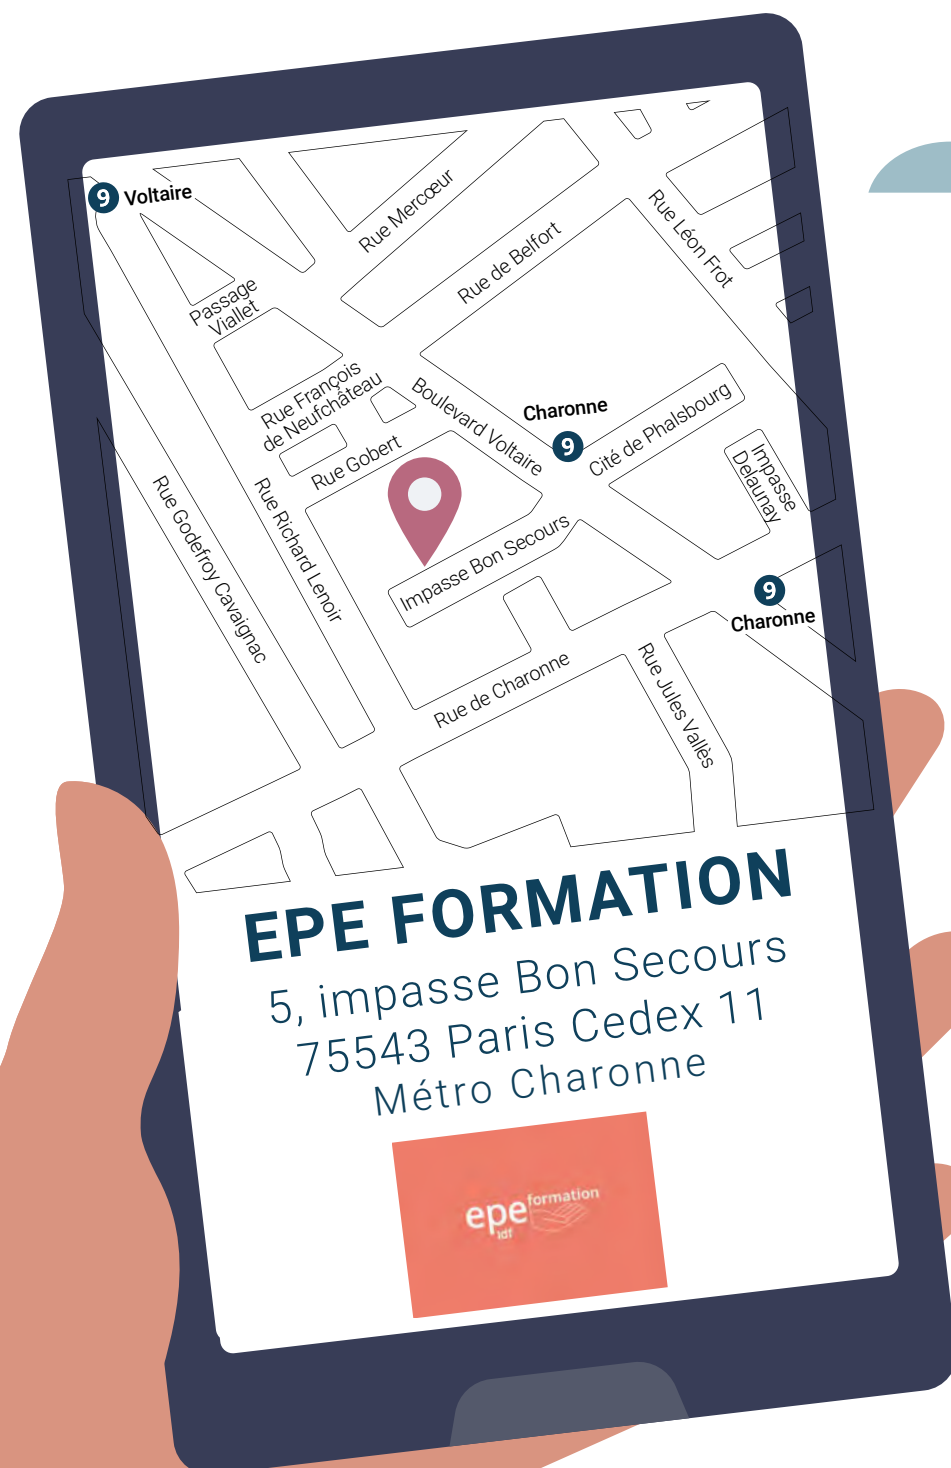 9 Voltaire
Rue Mercœur
Rue Léon Frot
Rue de Belfort
Passage
Viallet
Rue François
de Neufchâteau
Boulevard Voltaire
Charonne
9
Cité de Phalsbourg
Rue Gobert
Impasse
Delaunay
Rue Godefroy Cavaignac
Rue Richard Lenoir
Impasse Bon Secours
9
Charonne
Rue de Charonne
Rue Jules Vallès
EPE FORMATION
5, impasse Bon Secours
75543 Paris Cedex 11
Métro Charonne
epe formation
idf